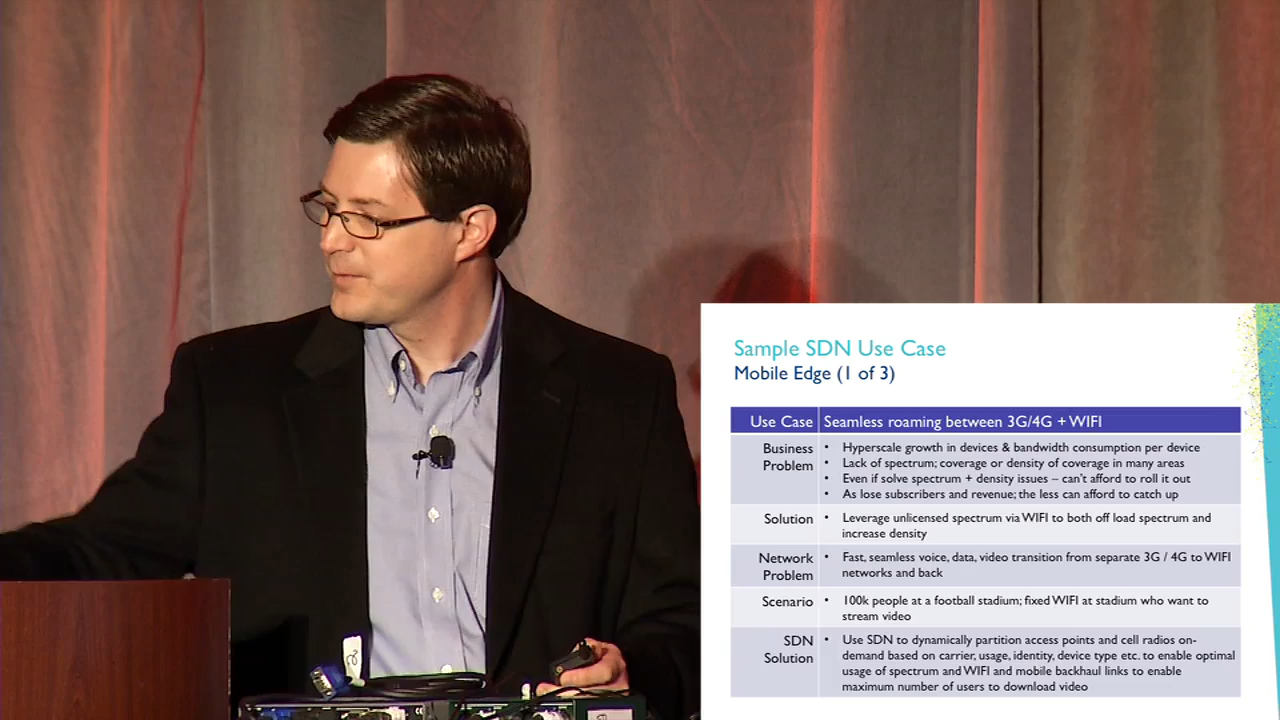 Sample SDN Use Case
Mobile Edge (1 of 3)
Use Case Seamless roaming between 3G/4G + WIFI
Business Problem
• Hyperscale growth in devices & bandwidth consumption per device
• Lack of spectrum; coverage or density of coverage in many areas
• Even if solve spectrum + density issues – can't afford to roll it out
• As lose subscribers and revenue; the less can afford to catch up
Solution
• Leverage unlicensed spectrum via WIFI to both off load spectrum and
increase density
Network Problem
• Fast, seamless voice, data, video transition from separate 3G / 4G to WIFI
networks and back
Scenario
• 100k people at a football stadium; fixed WIFI at stadium who want to
stream video
SDN Solution
• Use SDN to dynamically partition access points and cell radios on-
demand based on carrier, usage, identity, device type etc. to enable optimal
usage of spectrum and WIFI and mobile backhaul links to enable
maximum number of users to download video